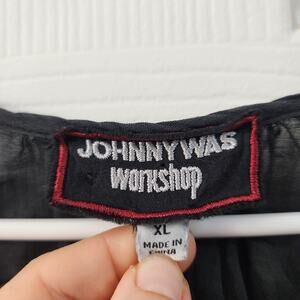 JOHNNY WAS
workshop
XL
MADE IN
CHINA